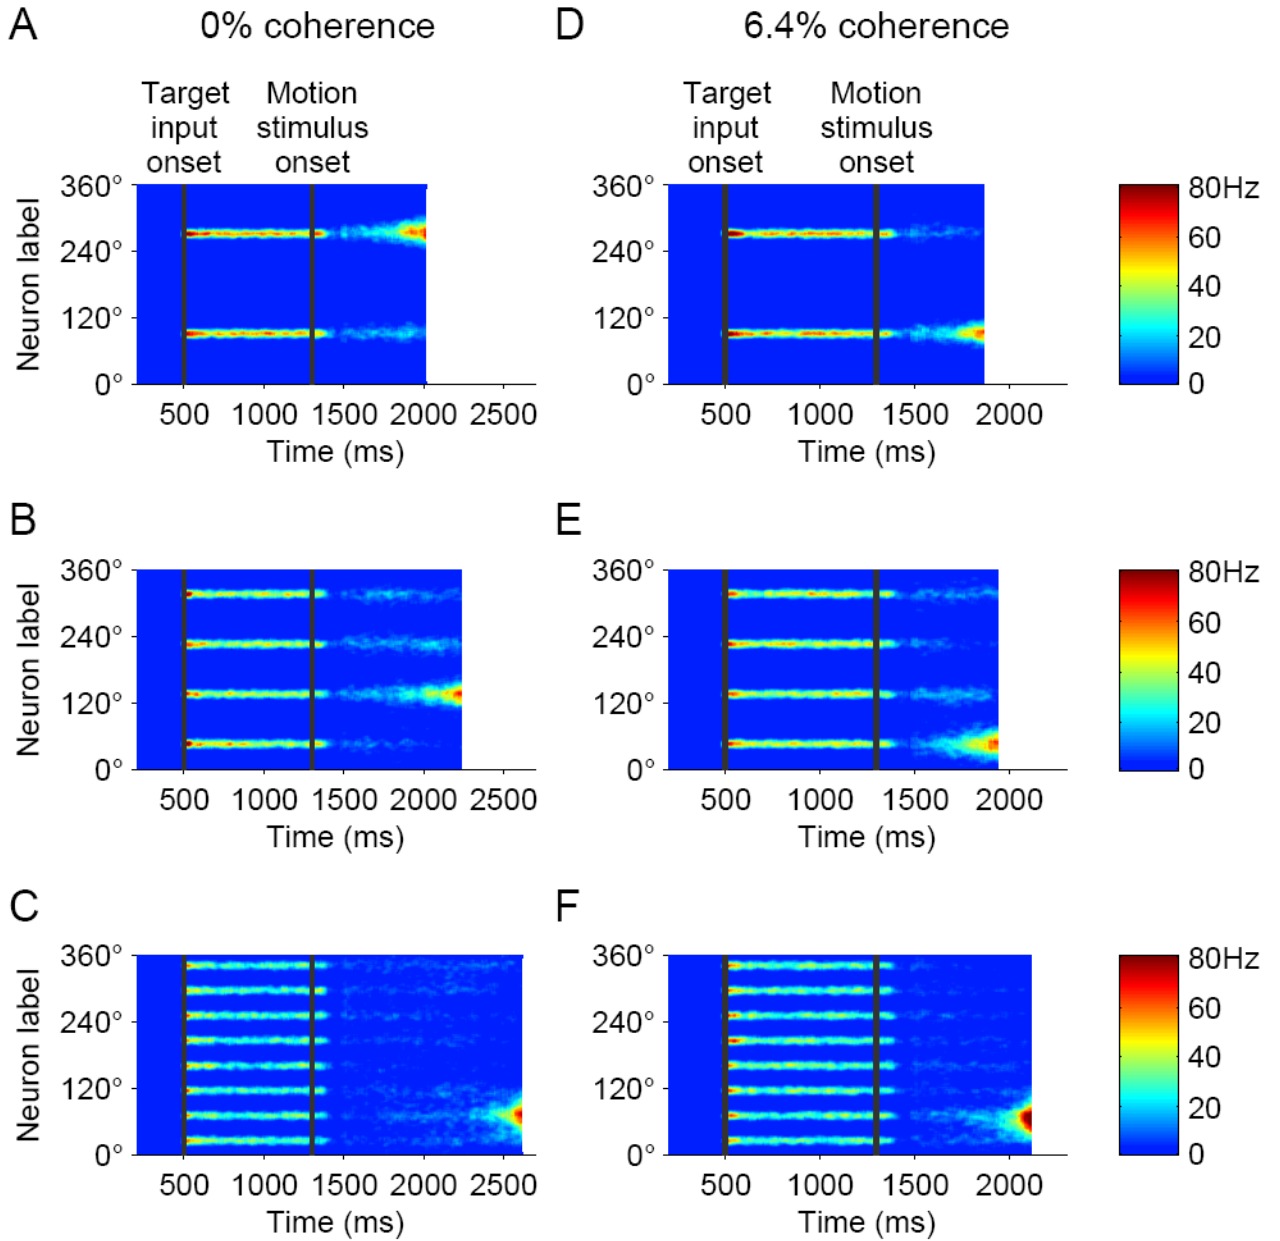 A 0% coherence D 6.4% coherence
Target Motion Target Motion
input stimulus input stimulus
onset onset onset onset
360° 360° 80Hz
60
240° 240° 40
120° 120° 20
0° 0° 0
500 1000 1500 2000 2500 500 1000 1500 2000
Time (ms) Time (ms)
Neuron label
B E
360° 360° 80Hz
60
240° 240° 40
120° 120° 20
0° 0° 0
500 1000 1500 2000 2500 500 1000 1500 2000
Time (ms) Time (ms)
Neuron label
C F
360° 360° 80Hz
60
240° 240° 40
120° 120° 20
0° 0° 0
500 1000 1500 2000 2500 500 1000 1500 2000
Time (ms) Time (ms)
Neuron label